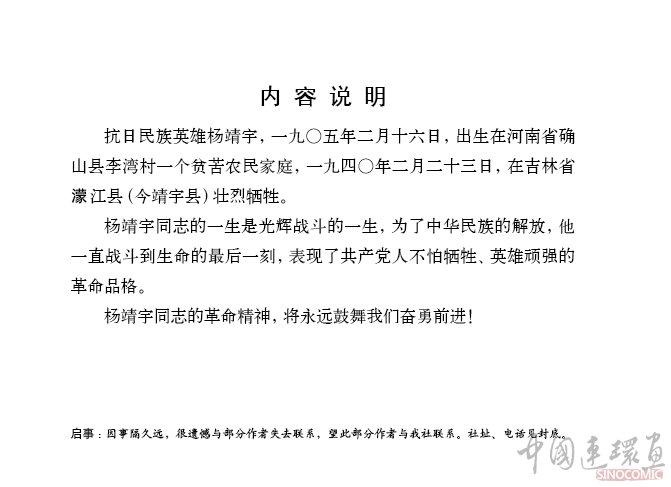 内 容 说 明
抗日民族英雄杨靖宇，一九〇五年二月十六日，出生在河南省确
山县李湾村一个贫苦农民家庭，一九四〇年二月二十三日，在吉林省
濛江县（今靖宇县）壮烈牺牲。
杨靖宇同志的一生是光辉战斗的一生，为了中华民族的解放，他
一直战斗到生命的最后一刻，表现了共产党人不怕牺牲、英雄顽强的
革命品格。
杨靖宇同志的革命精神，将永远鼓舞我们奋勇前进！
启事：因事隔久远，很遗憾与部分作者失去联系，望此部分作者与我社联系。社址、电话见封底。
中國連環畫
SINOCOMIC